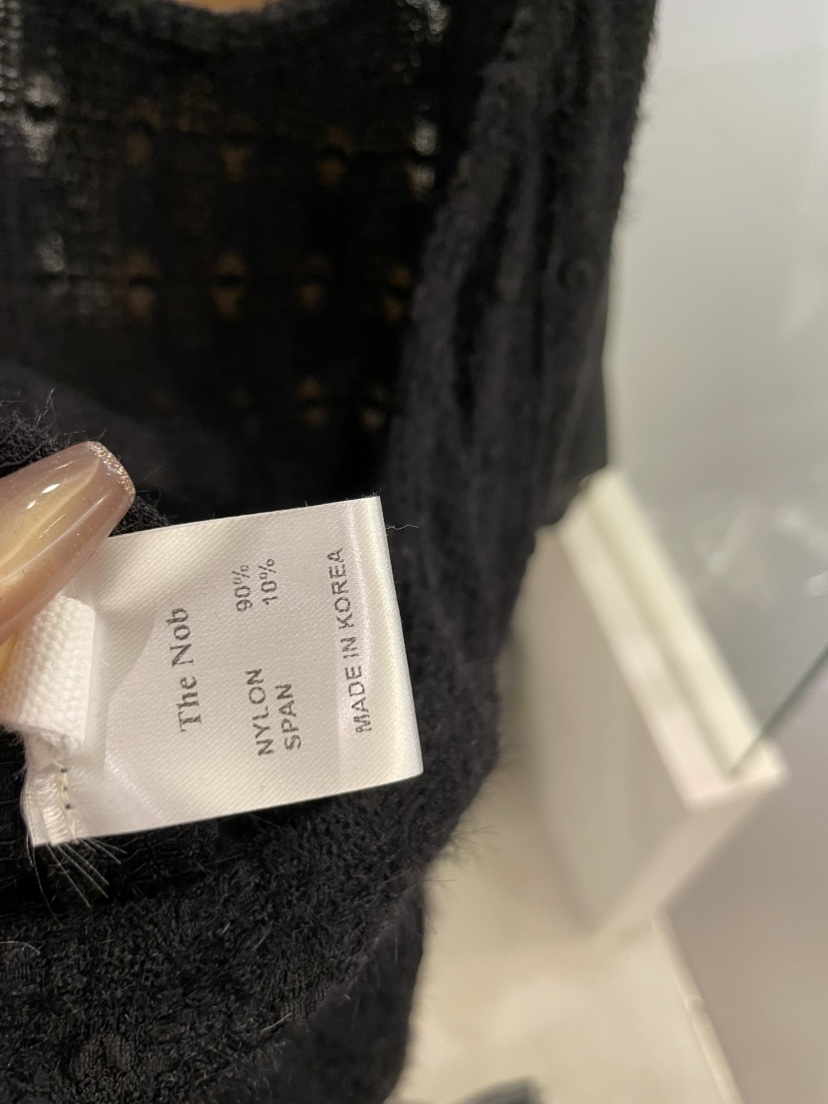 The Nob
NYLON 90%
SPAN 10%
MADE IN KOREA